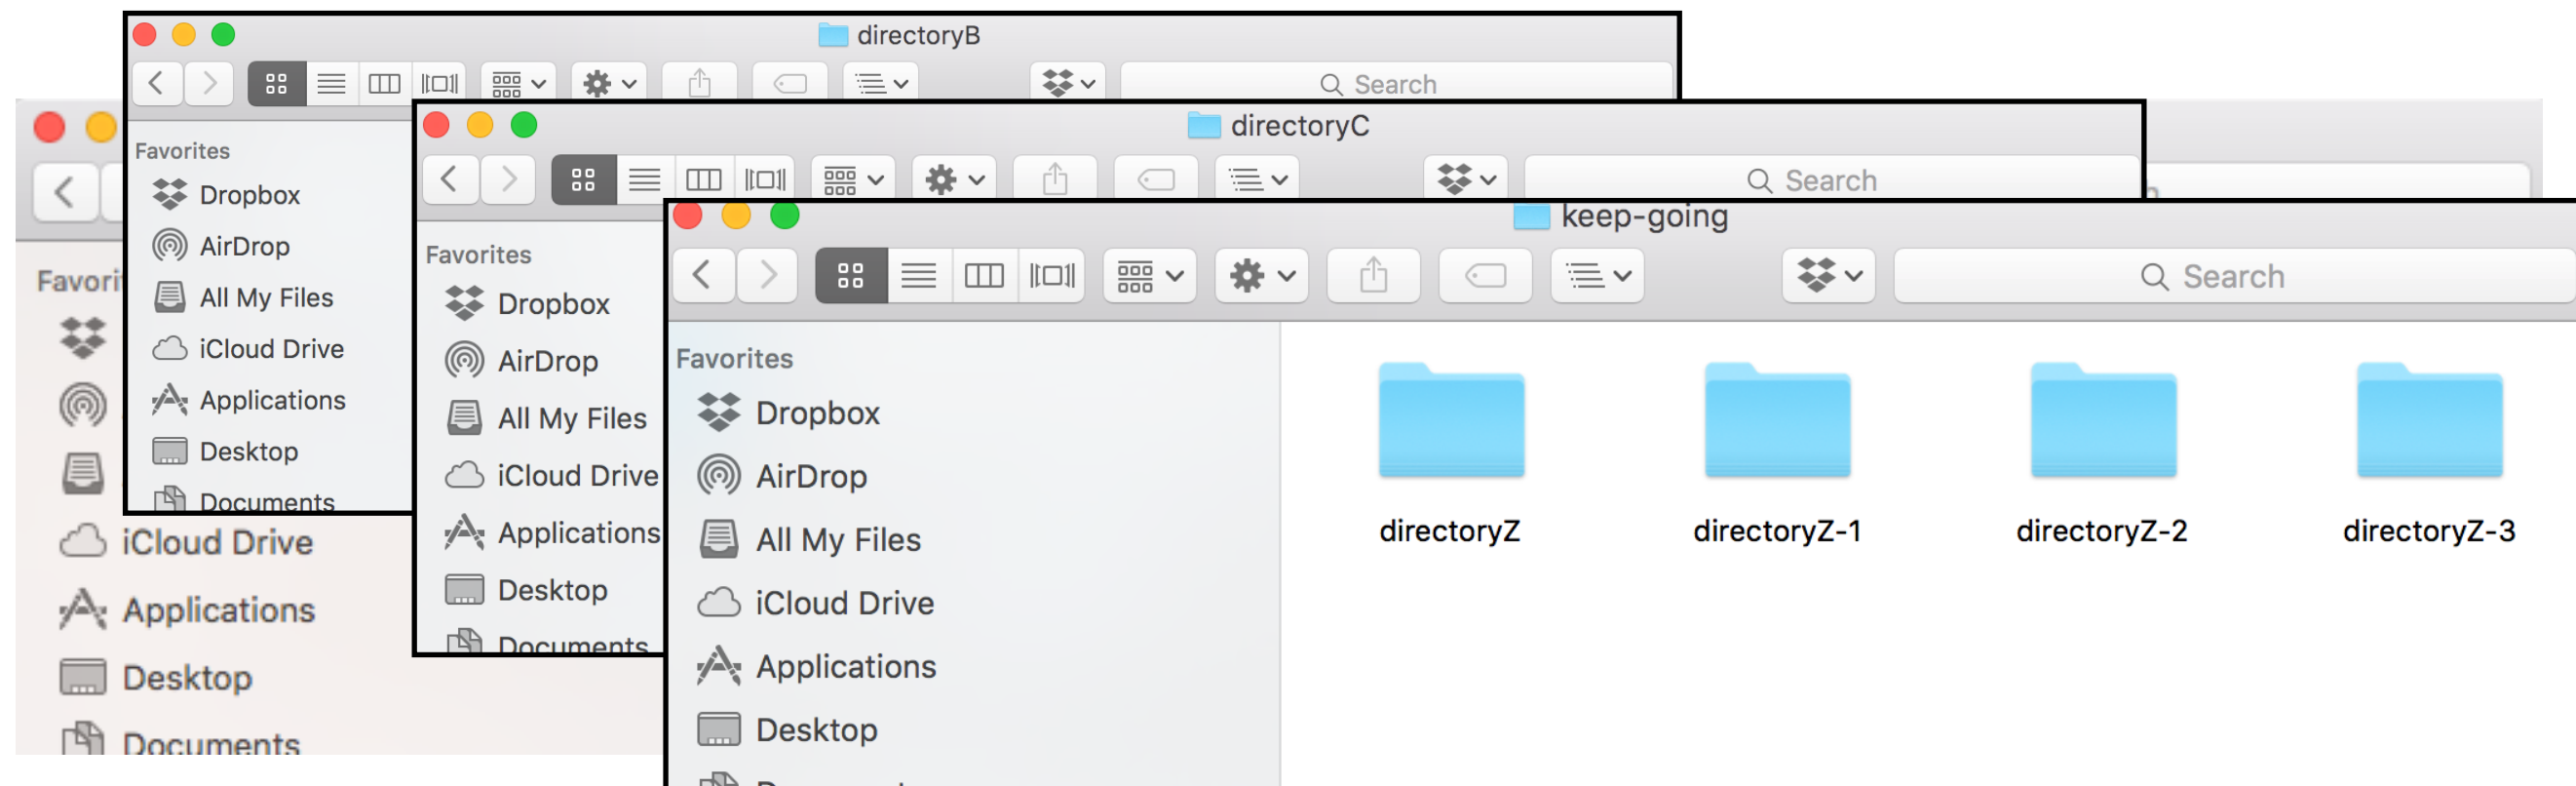 directoryB
Search
Favorites
Dropbox
AirDrop
All My Files
iCloud Drive
Applications
Desktop
Documents
directoryC
Search
Favorites
Dropbox
AirDrop
All My Files
iCloud Drive
Applications
Desktop
Documents
Favori
iCloud Drive
Applications
Desktop
Documents
h
keep-going
Search
Favorites
Dropbox
AirDrop
All My Files
iCloud Drive
Applications
Desktop
directoryZ
directoryZ-1
directoryZ-2
directoryZ-3